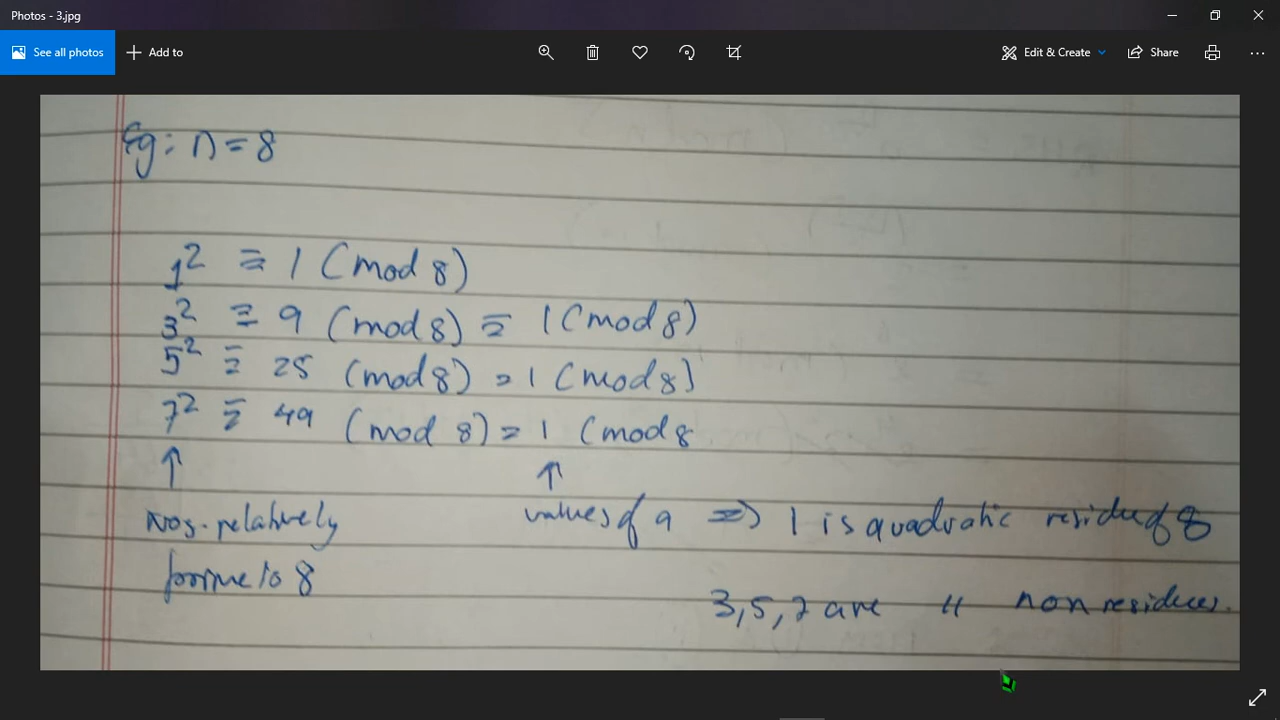 Photos - 3.jpg
See all photos
Add to
Edit & Create
Share
Eg: n = 8
1² ≡ 1 (mod 8)
3² ≡ 9 (mod 8) ≡ 1 (mod 8)
5² ≡ 25 (mod 8) = 1 (mod 8)
7² ≡ 49 (mod 8) = 1 (mod 8
↑ ↑
Nos. relatively
prime to 8
values of a ⇒ 1 is quadratic residue of 8
3, 5, 7 are " non residues.